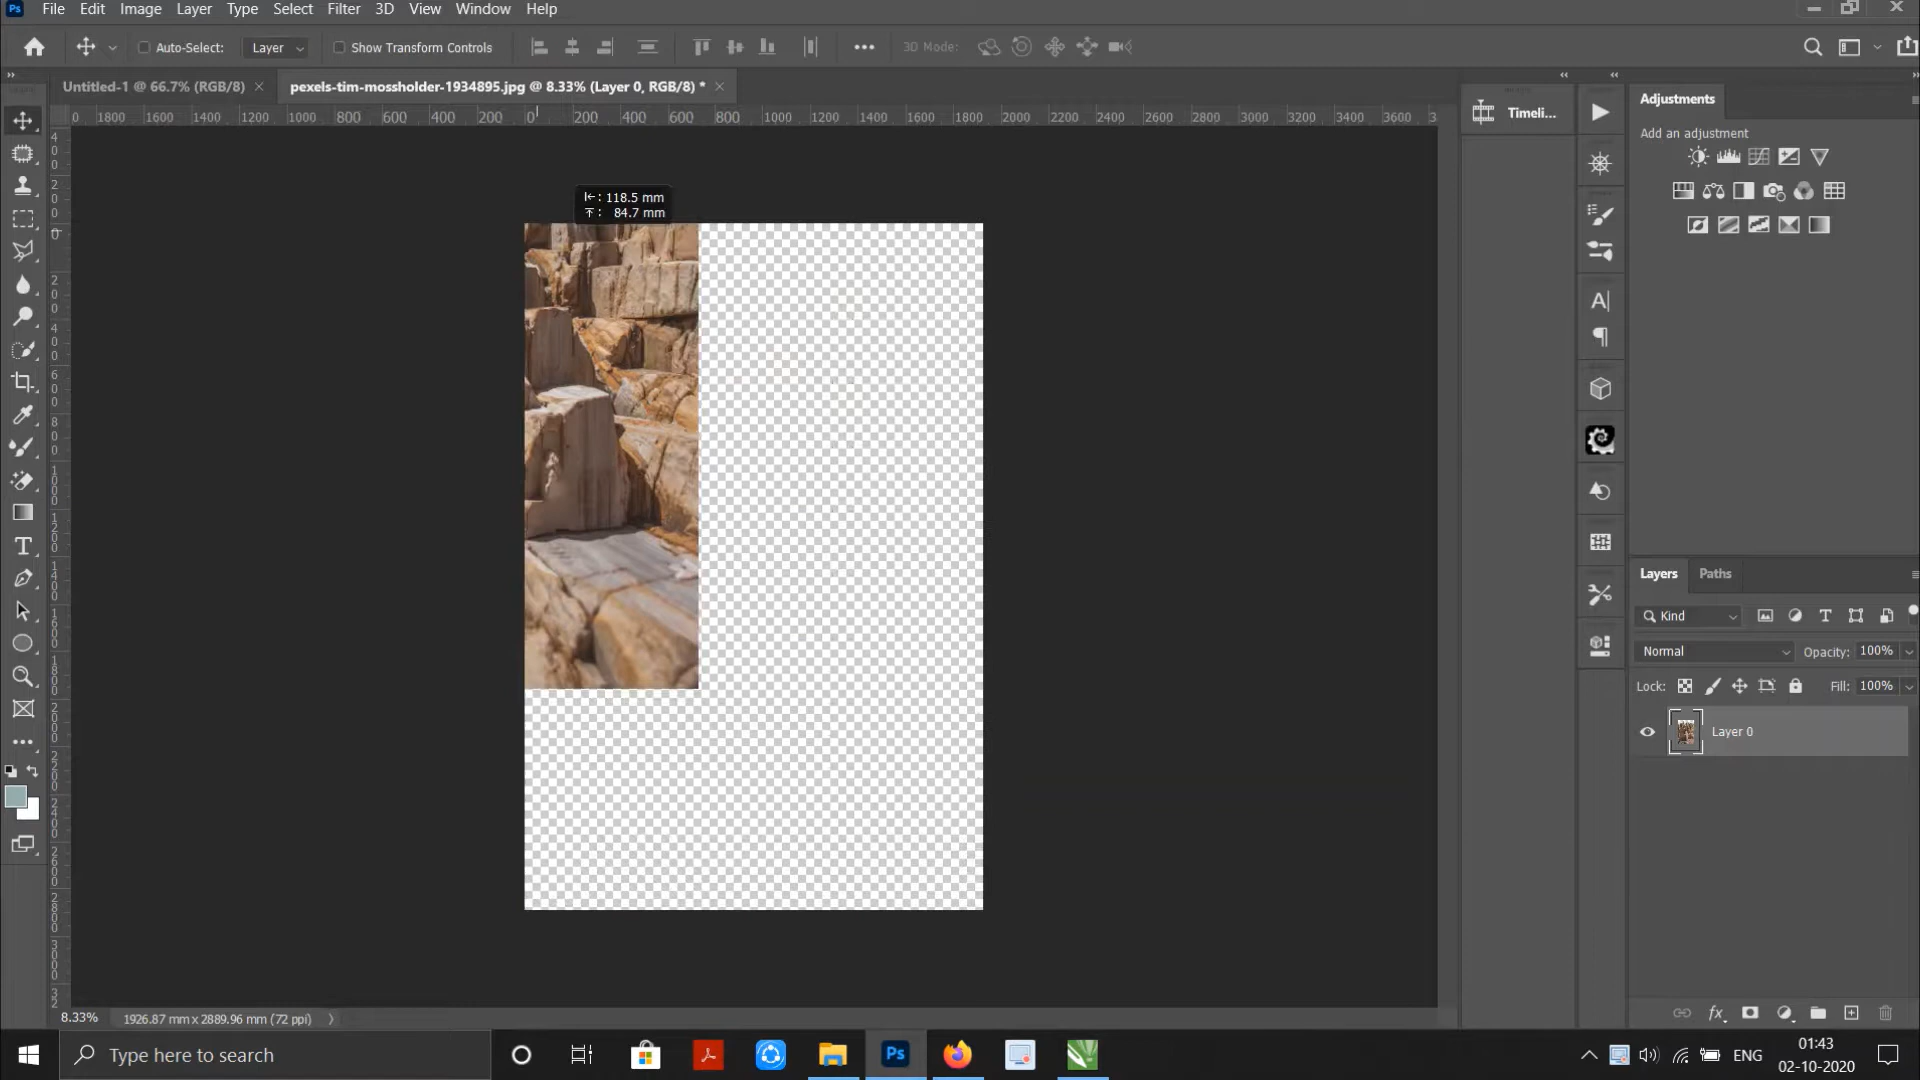 Ps File Edit Image Layer Type Select Filter 3D View Window Help
Auto-Select: Layer Show Transform Controls 3D Mode:
Untitled-1 @ 66.7% (RGB/8) × pexels-tim-mossholder-1934895.jpg @ 8.33% (Layer 0, RGB/8) * ×
0 1800 1600 1400 1200 1000 800 600 400 200 0 200 400 600 800 1000 1200 1400 1600 1800 2000 2200 2400 2600 2800 3000 3200 3400 3600 3
Timeli...
Adjustments
Add an adjustment
: 118.5 mm
: 84.7 mm
Layers Paths
Kind
Normal Opacity: 100%
Lock: Fill: 100%
Layer 0
8.33% 1926.87 mm x 2889.96 mm (72 ppi)
Type here to search
Ps
ENG
01:43
02-10-2020